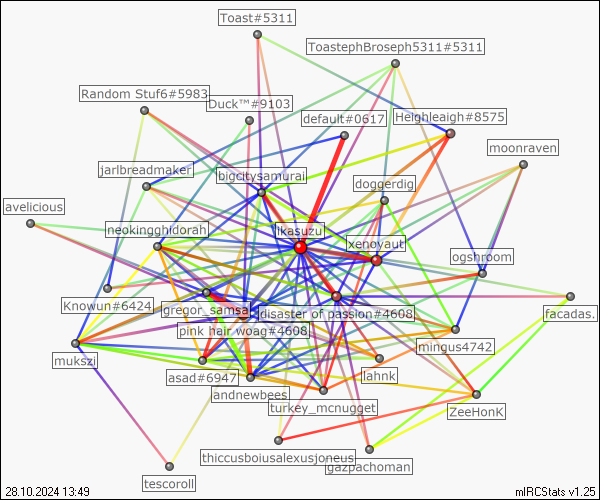 Toast#5311
ToastephBroseph5311#5311
Random Stuf6#5983
Duck™#9103
default#0617
Heighleigh#8575
moonraven
jarlbreadmaker
bigcitysamurai
doggerdig
avelicious
neokingghidorah
ikasuzu
xenovaut
ogshroom
Knowun#6424
gregor_samsa
disaster of passion#4608
facadas.
pink hair woag#4608
mukszi
mingus4742
asad#6947
lahnk
andnewbees
turkey_mcnugget
ZeeHonK
thiccusboiusalexusjoneus
gazpachoman
tescoroll
28.10.2024 13:49
mIRCStats v1.25